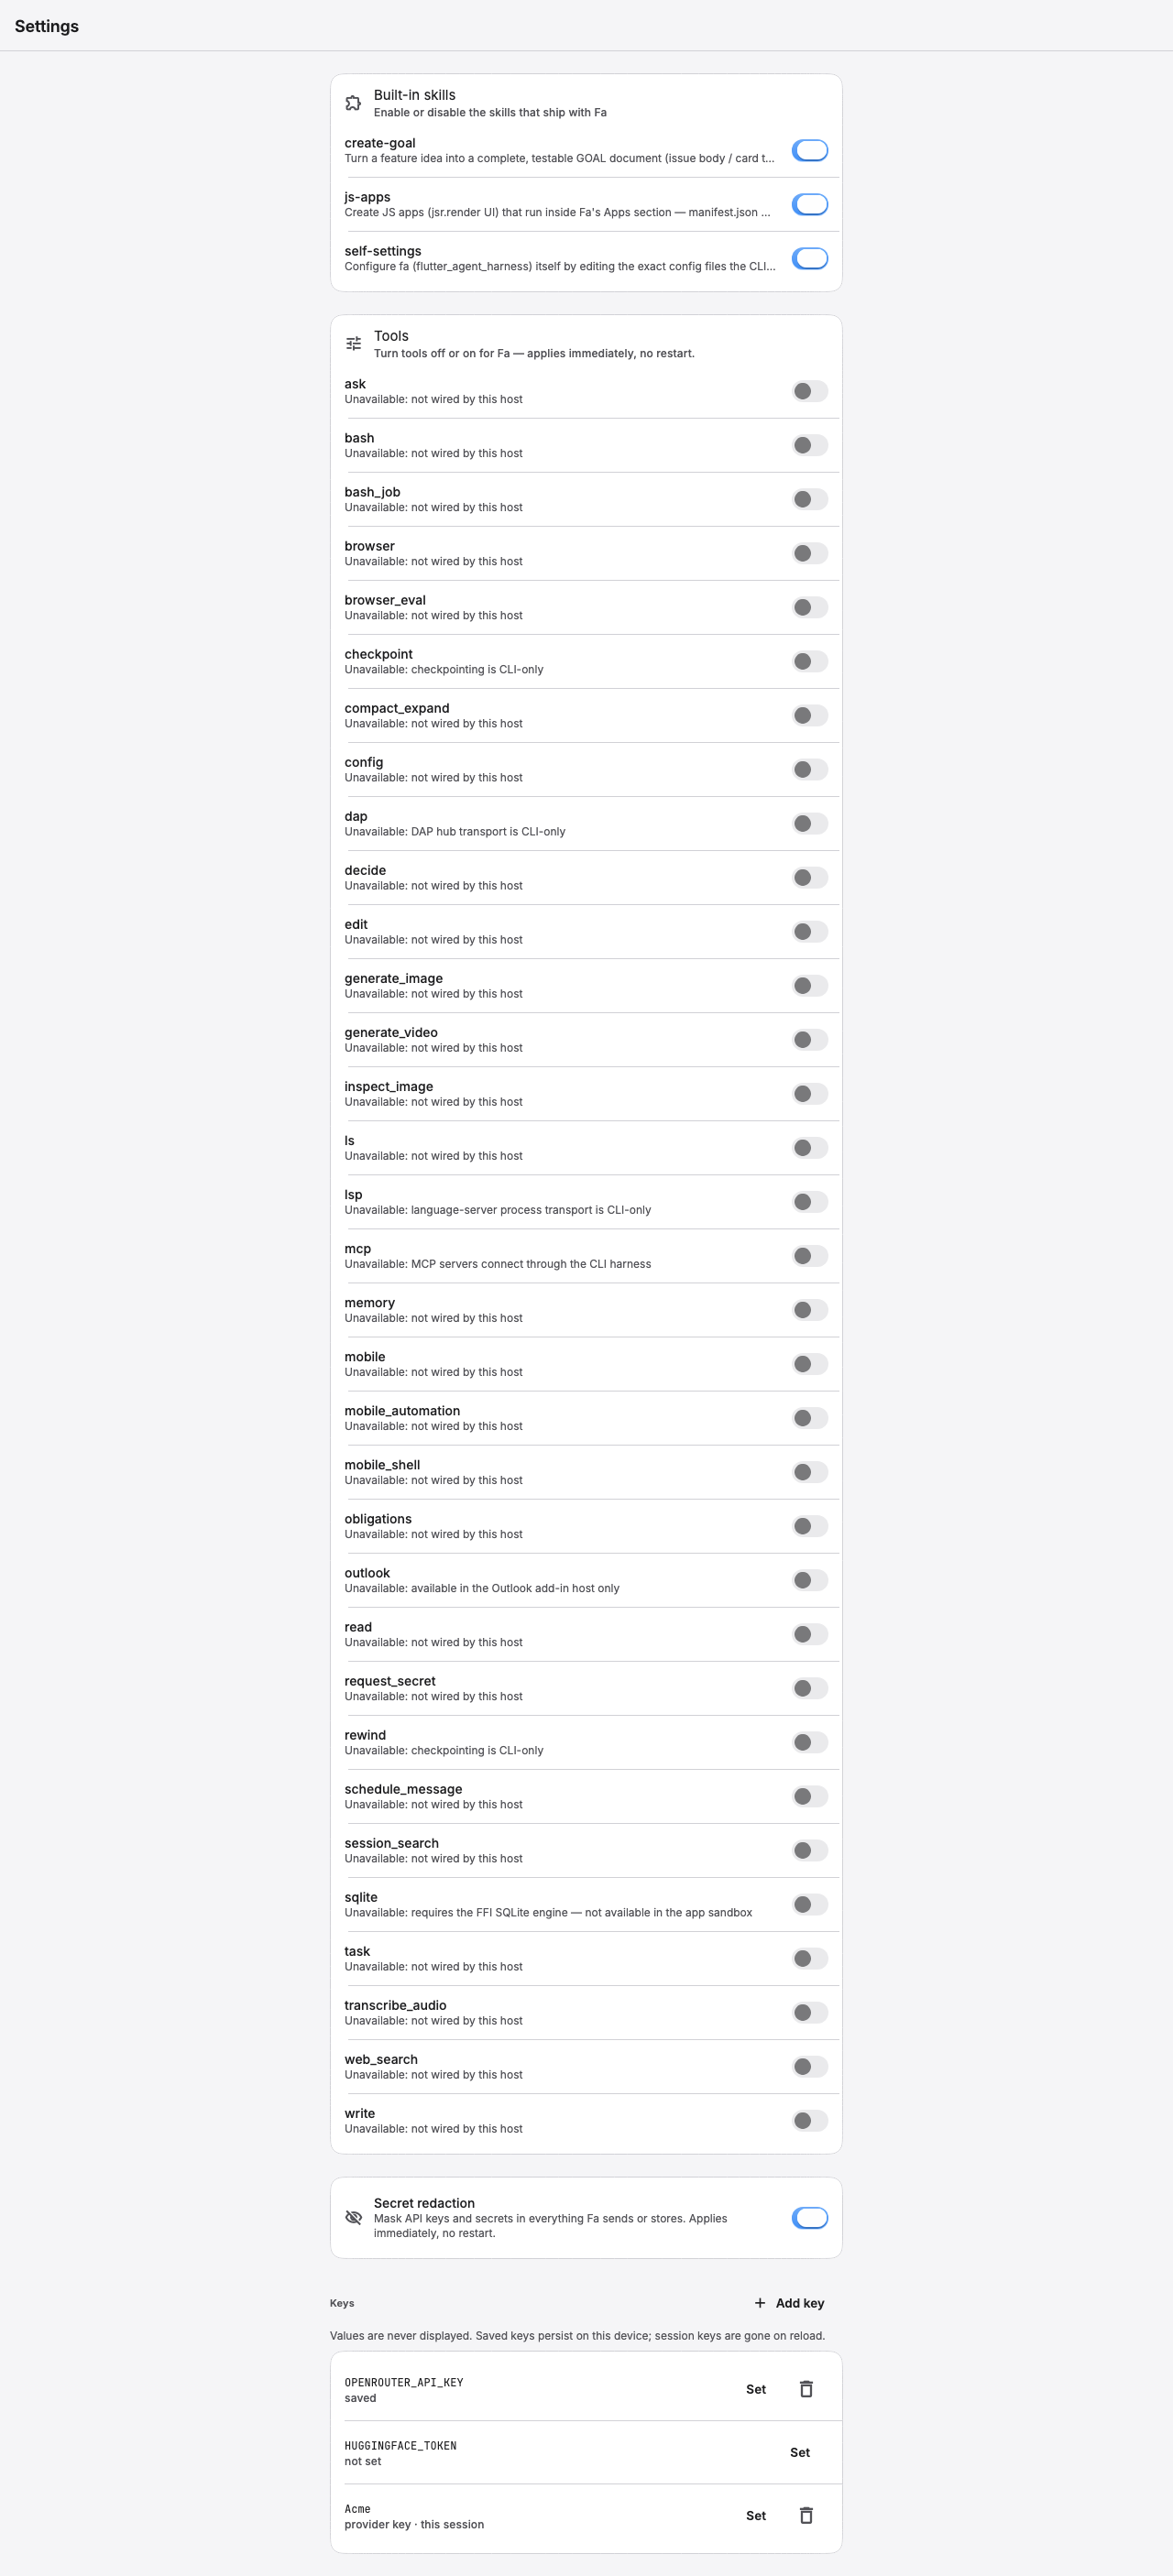 Settings
Built-in skills
Enable or disable the skills that ship with Fa
create-goal
Turn a feature idea into a complete, testable GOAL document (issue body / card t...
js-apps
Create JS apps (jsr.render UI) that run inside Fa's Apps section — manifest.json ...
self-settings
Configure fa (flutter_agent_harness) itself by editing the exact config files the CLI...
Tools
Turn tools off or on for Fa — applies immediately, no restart.
ask
Unavailable: not wired by this host
bash
Unavailable: not wired by this host
bash_job
Unavailable: not wired by this host
browser
Unavailable: not wired by this host
browser_eval
Unavailable: not wired by this host
checkpoint
Unavailable: checkpointing is CLI-only
compact_expand
Unavailable: not wired by this host
config
Unavailable: not wired by this host
dap
Unavailable: DAP hub transport is CLI-only
decide
Unavailable: not wired by this host
edit
Unavailable: not wired by this host
generate_image
Unavailable: not wired by this host
generate_video
Unavailable: not wired by this host
inspect_image
Unavailable: not wired by this host
ls
Unavailable: not wired by this host
lsp
Unavailable: language-server process transport is CLI-only
mcp
Unavailable: MCP servers connect through the CLI harness
memory
Unavailable: not wired by this host
mobile
Unavailable: not wired by this host
mobile_automation
Unavailable: not wired by this host
mobile_shell
Unavailable: not wired by this host
obligations
Unavailable: not wired by this host
outlook
Unavailable: available in the Outlook add-in host only
read
Unavailable: not wired by this host
request_secret
Unavailable: not wired by this host
rewind
Unavailable: checkpointing is CLI-only
schedule_message
Unavailable: not wired by this host
session_search
Unavailable: not wired by this host
sqlite
Unavailable: requires the FFI SQLite engine — not available in the app sandbox
task
Unavailable: not wired by this host
transcribe_audio
Unavailable: not wired by this host
web_search
Unavailable: not wired by this host
write
Unavailable: not wired by this host
Secret redaction
Mask API keys and secrets in everything Fa sends or stores. Applies
immediately, no restart.
Keys
+ Add key
Values are never displayed. Saved keys persist on this device; session keys are gone on reload.
OPENROUTER_API_KEY
saved
Set
HUGGINGFACE_TOKEN
not set
Set
Acme
provider key · this session
Set